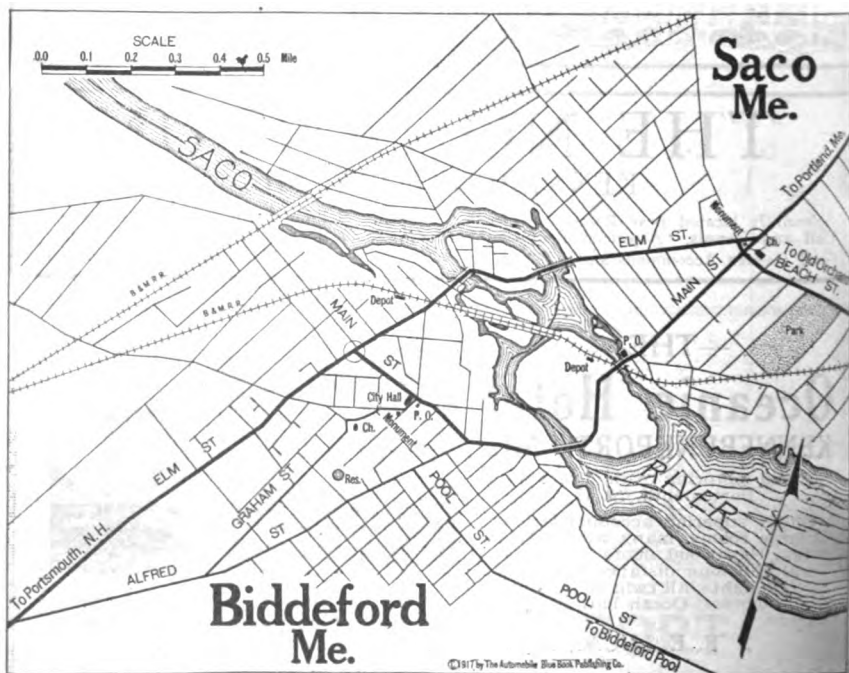 SCALE
0.0 0.1 0.2 0.3 0.4 0.5 Mile
Saco
Me.
SACO
To Portland, Me.
Monument
ELM ST.
Ch.
To Old Orchard
BEACH ST.
MAIN ST
B. & M. R. R.
B. & M. R. R.
Depot
Park
MAIN
ST
P. O.
Depot
City Hall
P. O.
Monument
Ch.
ELM ST
GRAHAM ST
Res.
POOL
ST.
RIVER
To Portsmouth, N.H.
ALFRED
ST
Biddeford
Me.
POOL ST
To Biddeford Pool
©1917 by The Automobile Blue Book Publishing Co.